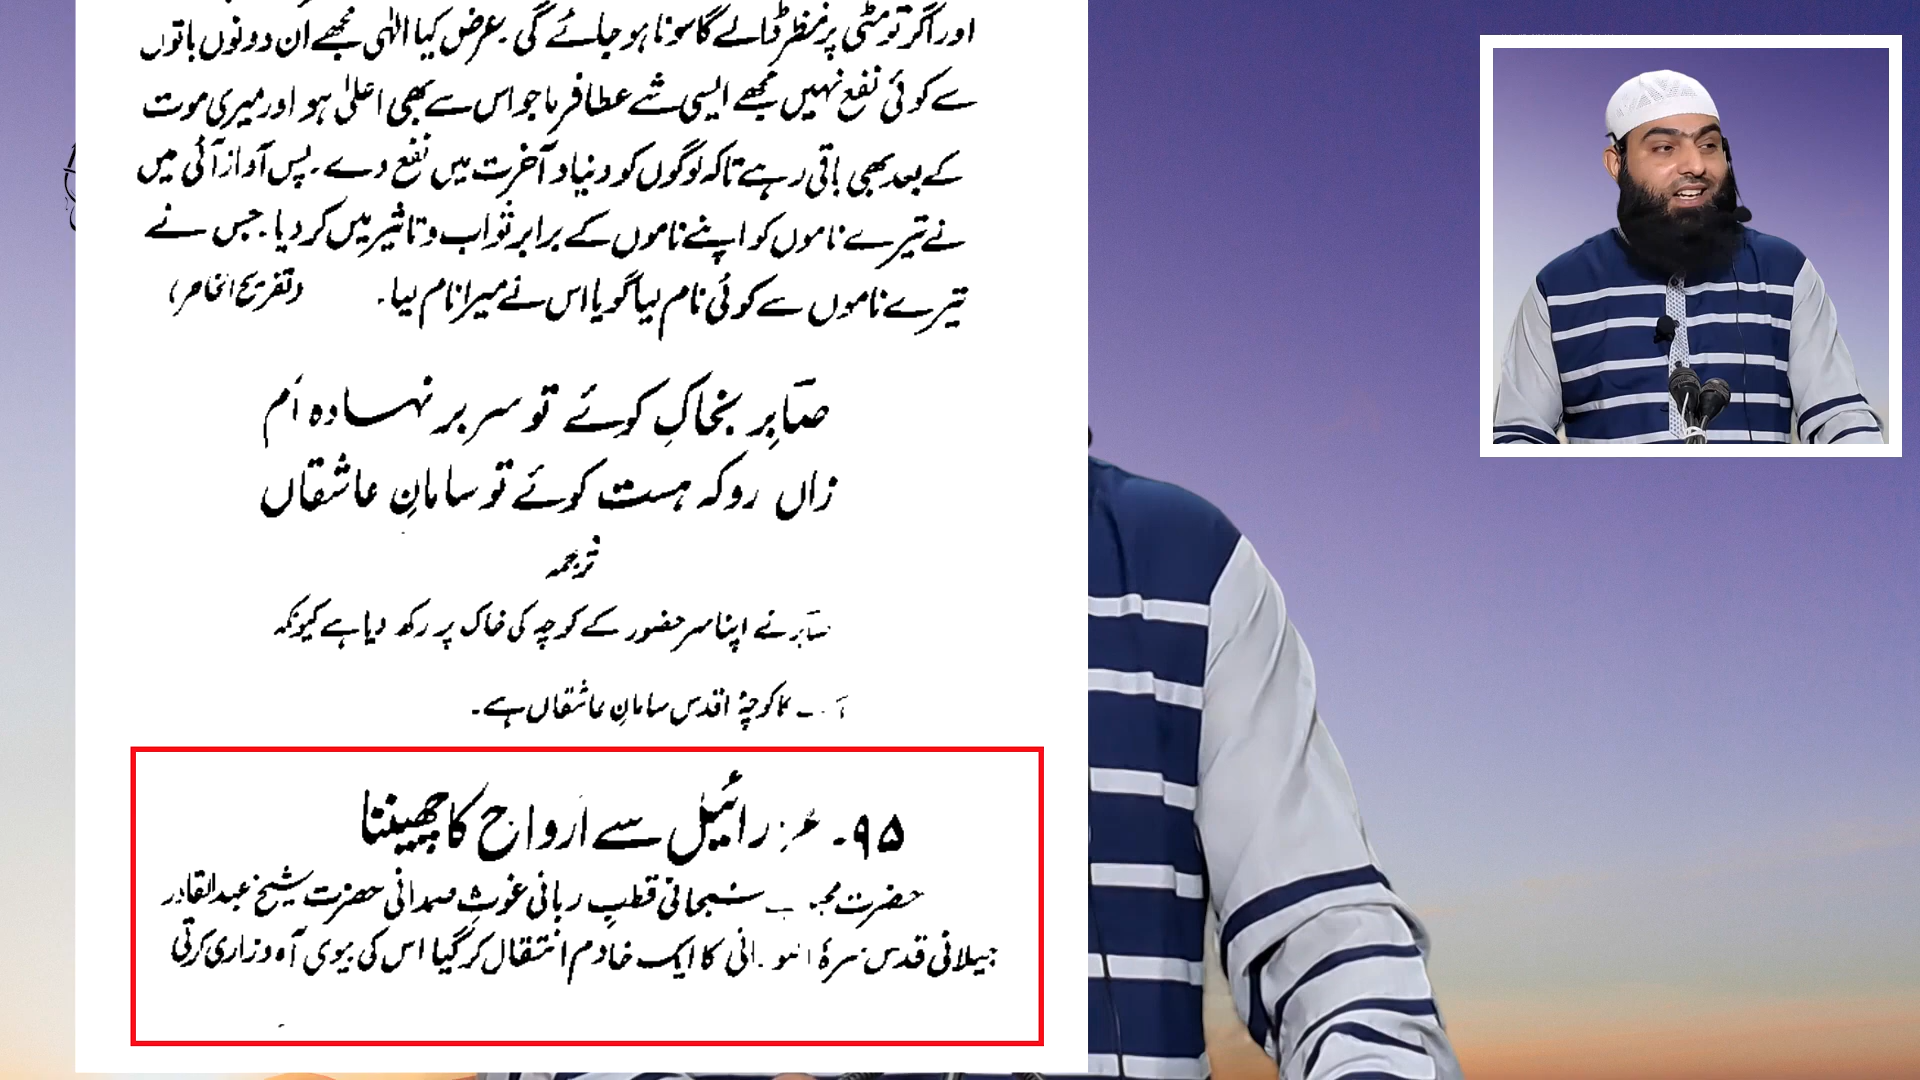 اور اگر تو مٹی پر نظر ڈالے گا سونا ہو جائے گی۔ عرض کیا الٰہی مجھے ان دونوں باتوں
سے کوئی نفع نہیں مجھے ایسی شے عطا فرما جو اس سے بھی اعلیٰ ہو اور میری موت
کے بعد بھی باقی رہے تاکہ لوگوں کو دنیا و آخرت میں نفع دے۔ پس آواز آئی میں
نے تیرے ناموں کو اپنے ناموں کے برابر ثواب و تاثیر میں کر دیا۔ جس نے
تیرے ناموں سے کوئی نام لیا گویا اس نے میرا نام لیا۔ (تفریح الخاطر)
صابر بخاکِ کوئے تو سر بر نہادہ اُم
زاں رو کہ ہست کوئے تو سامانِ عاشقاں
ترجمہ
صابر نے اپنا سر حضور کے کوچہ کی خاک پر رکھ دیا ہے کیونکہ
کا کوچۂ اقدس سامانِ عاشقاں ہے۔
۹۵۔ عزرائیل سے ارواح کا چھیننا
حضرت سبحانی قطبِ ربانی غوثِ صمدانی حضرت شیخ عبدالقادر
جیلانی قدس سرہٗ کا ایک خادم انتقال کر گیا اس کی بیوی آہ و زاری کرتی